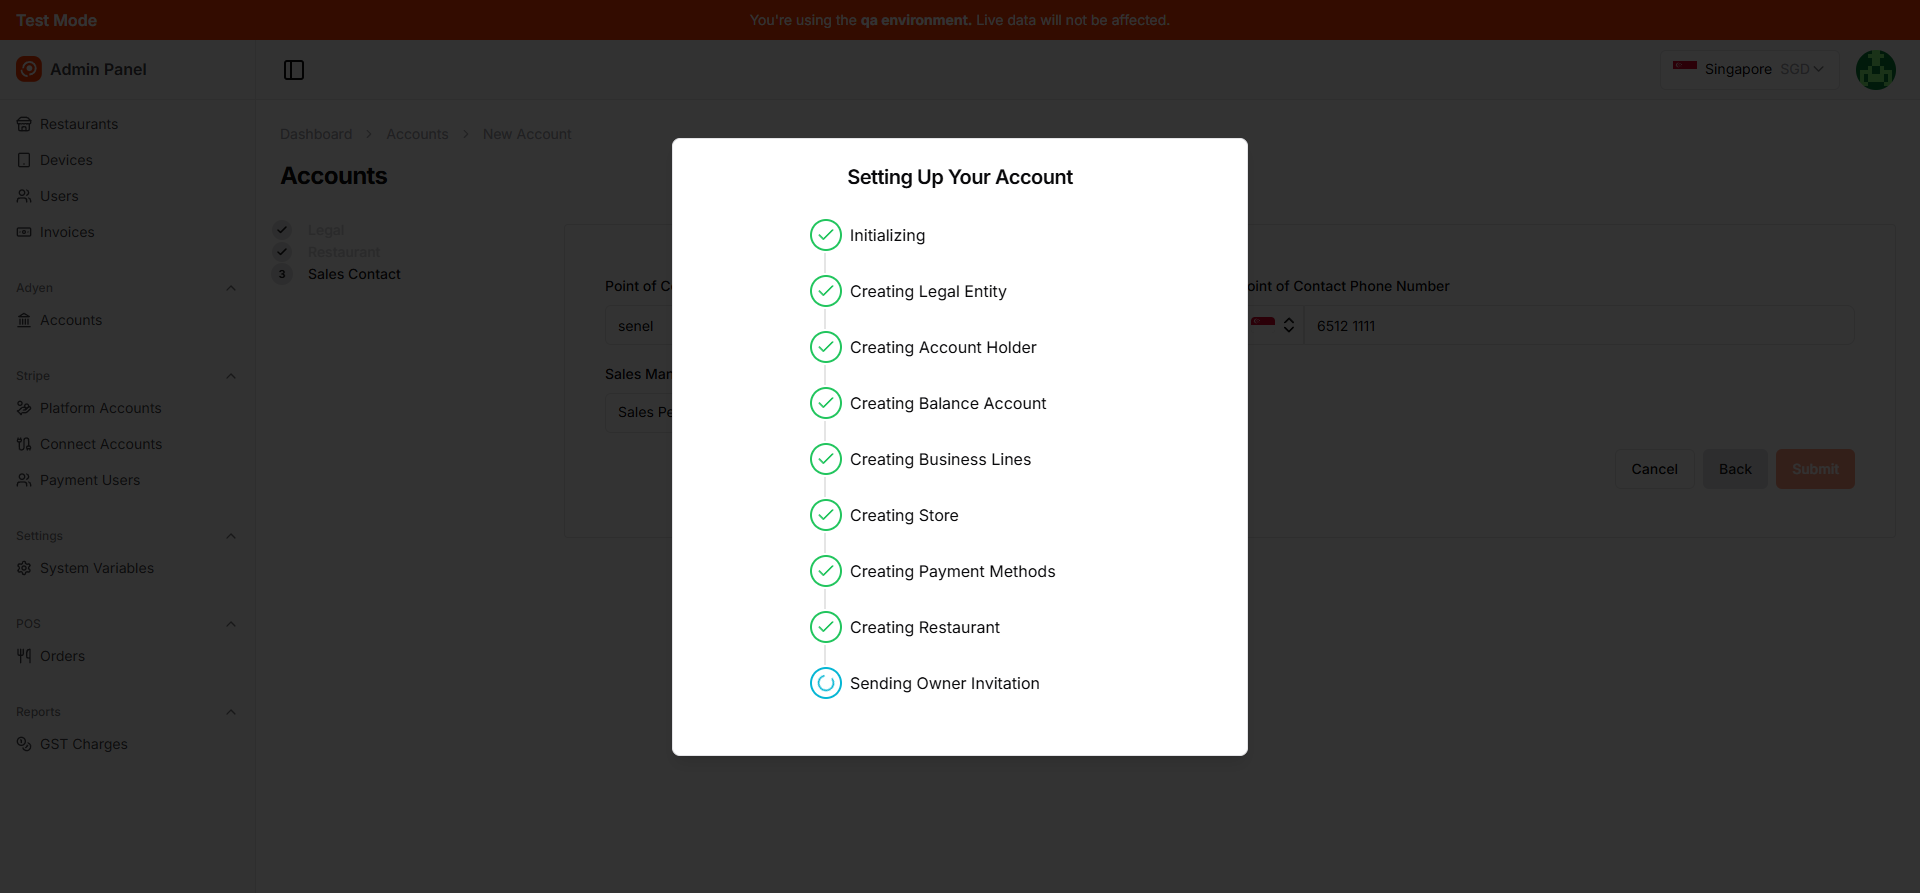 Test Mode
You're using the qa environment. Live data will not be affected.
Admin Panel
Singapore SGD
Restaurants
Devices
Users
Invoices
Adyen
Accounts
Stripe
Platform Accounts
Connect Accounts
Payment Users
Settings
System Variables
POS
Orders
Reports
GST Charges
Dashboard > Accounts > New Account
Accounts
Legal
Restaurant
3 Sales Contact
Point of C
senel
Sales Man
Sales Pe
oint of Contact Phone Number
6512 1111
Cancel
Back
Submit
Setting Up Your Account
Initializing
Creating Legal Entity
Creating Account Holder
Creating Balance Account
Creating Business Lines
Creating Store
Creating Payment Methods
Creating Restaurant
Sending Owner Invitation